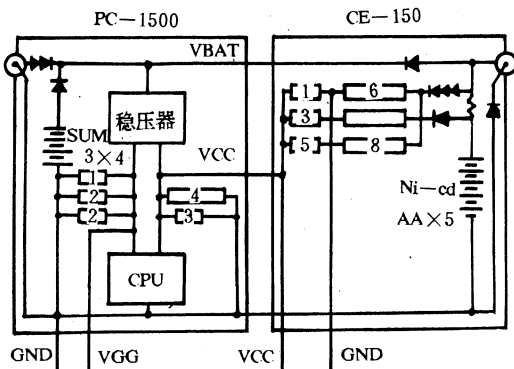 PC-1500
CE-150
VBAT
稳压器
SUM
3×4
VCC
1
2
2
4
3
CPU
1
6
3
5
8
Ni-cd
AA×5
GND
VGG
VCC
GND